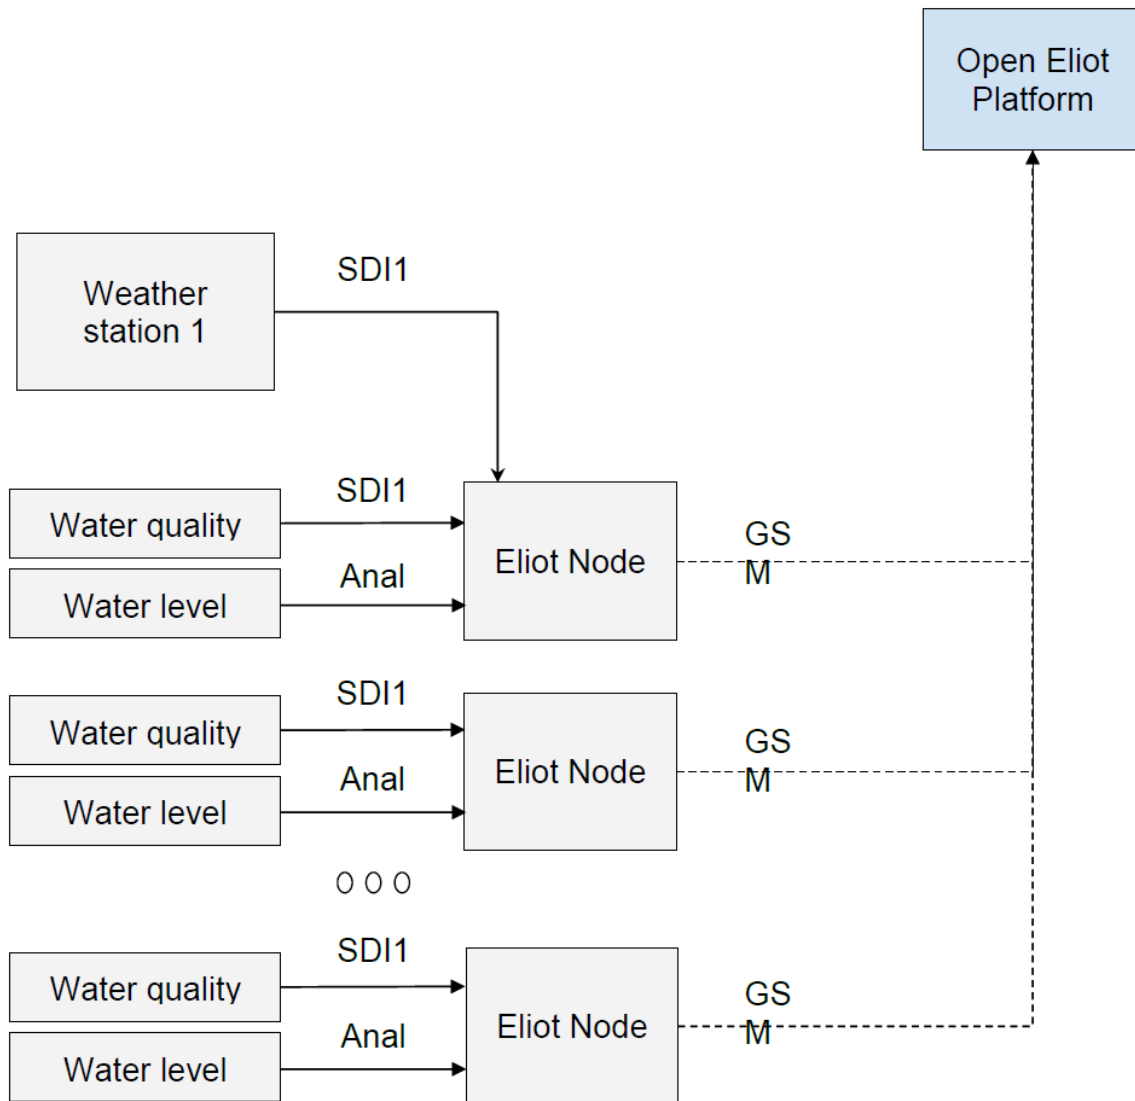 Open Eliot
Platform
Weather
station 1
SDI1
Water quality
SDI1
Water level
Anal
Eliot Node
GS
M
Water quality
SDI1
Water level
Anal
Eliot Node
GS
M
Water quality
SDI1
Water level
Anal
Eliot Node
GS
M